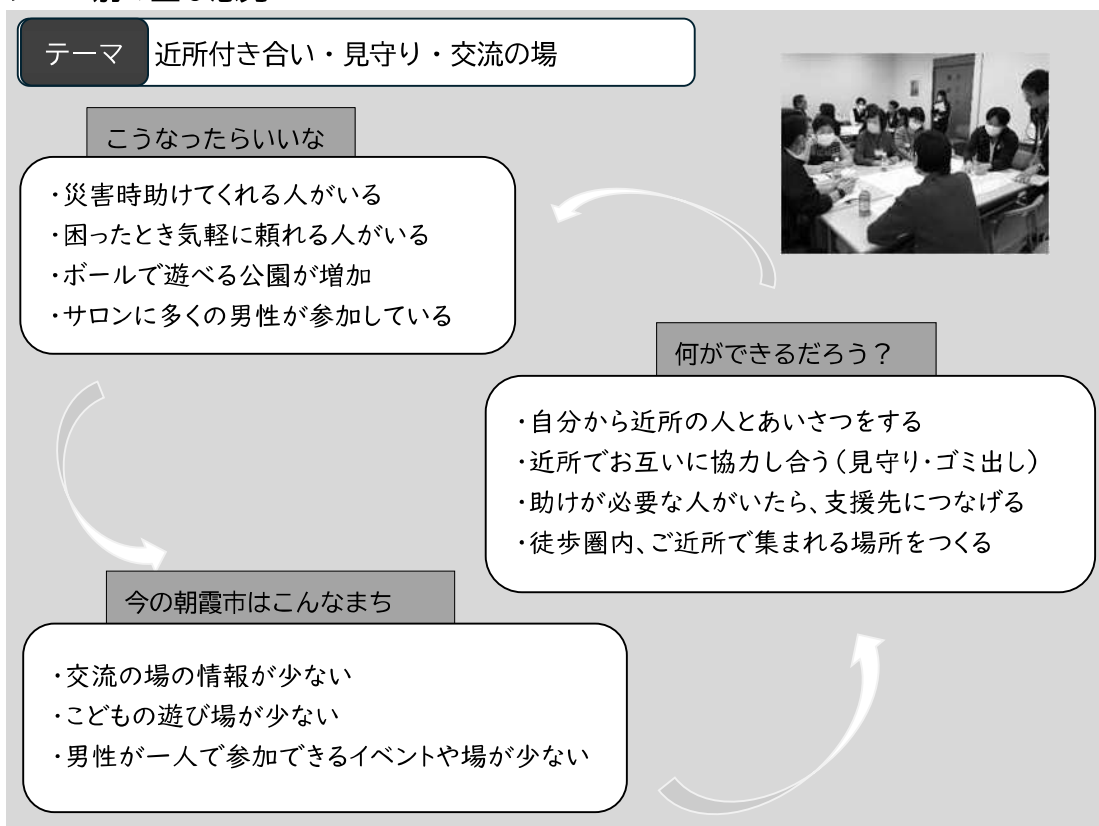 テーマ 近所付き合い・見守り・交流の場
こうなったらいいな
・災害時助けてくれる人がいる
・困ったとき気軽に頼れる人がいる
・ボールで遊べる公園が増加
・サロンに多くの男性が参加している
何ができるだろう？
・自分から近所の人とあいさつをする
・近所でお互いに協力し合う（見守り・ゴミ出し）
・助けが必要な人がいたら、支援先につなげる
・徒歩圏内、ご近所で集まれる場所をつくる
今の朝霞市はこんなまち
・交流の場の情報が少ない
・こどもの遊び場が少ない
・男性が一人で参加できるイベントや場が少ない